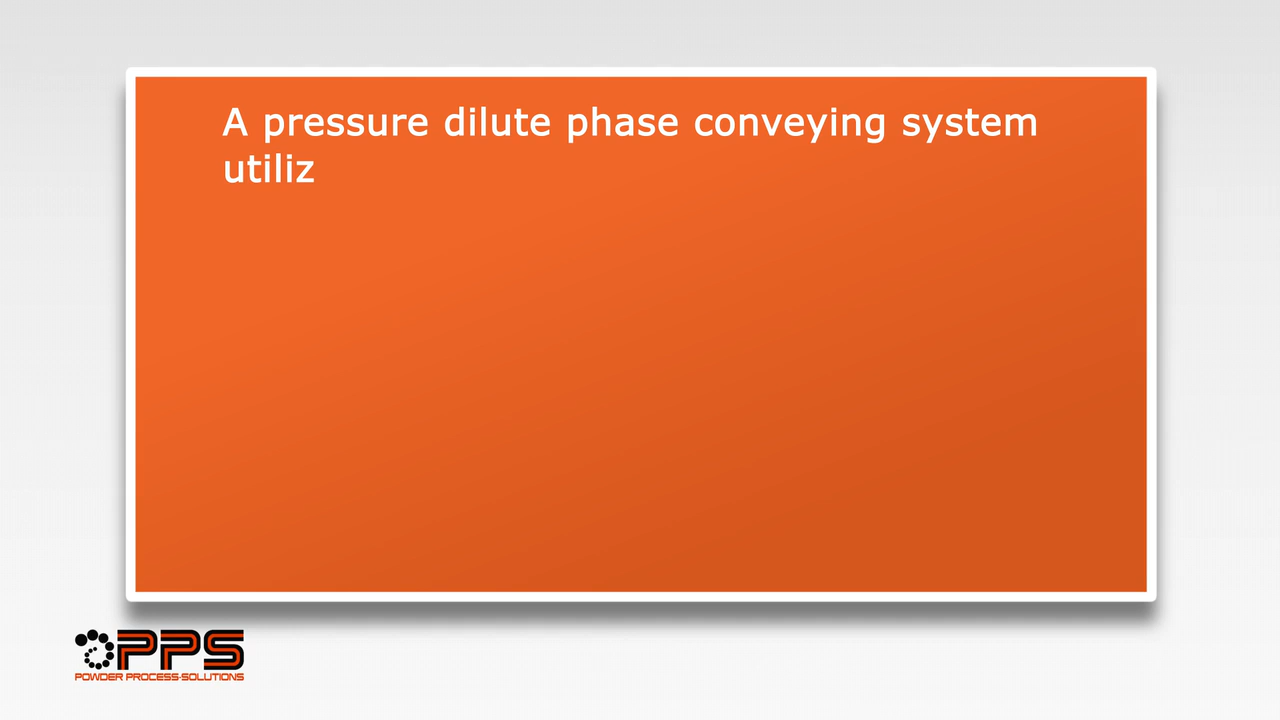 A pressure dilute phase conveying system
utiliz
PPS
POWDER PROCESS-SOLUTIONS